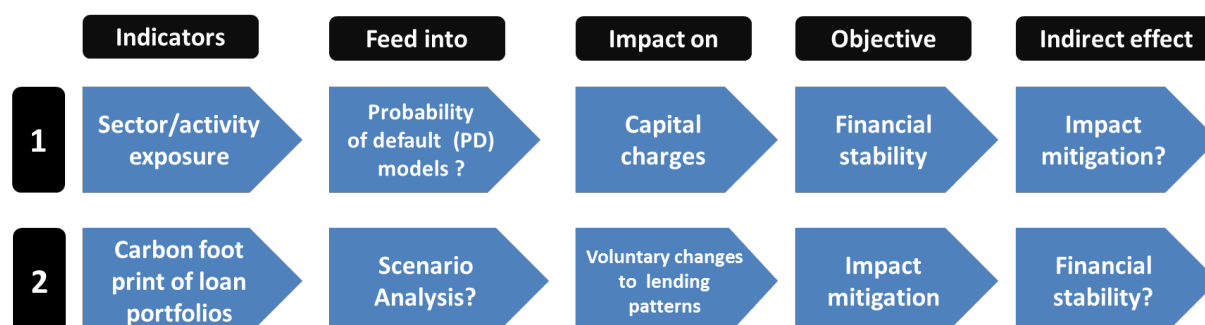 Indicators
Feed into
Impact on
Objective
Indirect effect
1
Sector/activity
exposure
Probability
of default (PD)
models ?
Capital
charges
Financial
stability
Impact
mitigation?
2
Carbon foot
print of loan
portfolios
Scenario
Analysis?
Voluntary changes
to lending
patterns
Impact
mitigation
Financial
stability?